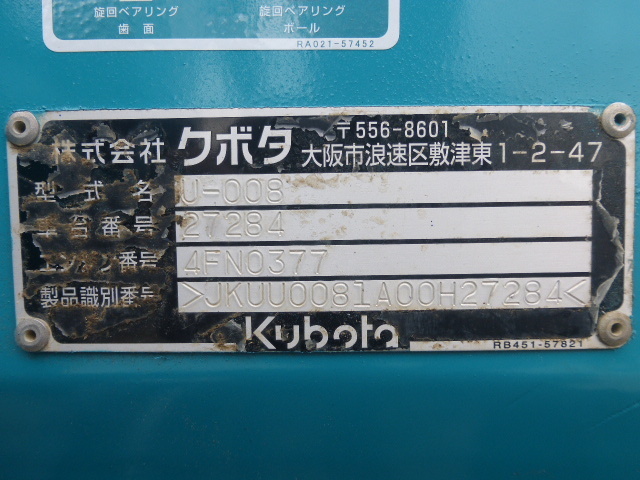 旋回ベアリング 旋回ベアリング
歯面 ボール
RA021-57452
株式会社 クボタ 〒556-8601
大阪市浪速区敷津東1-2-47
型式名 U-008
番号 27284
エンジン番号 4FN0377
製品識別番号 >JKUU0081A00H27284<
Kubota
RB451-57821